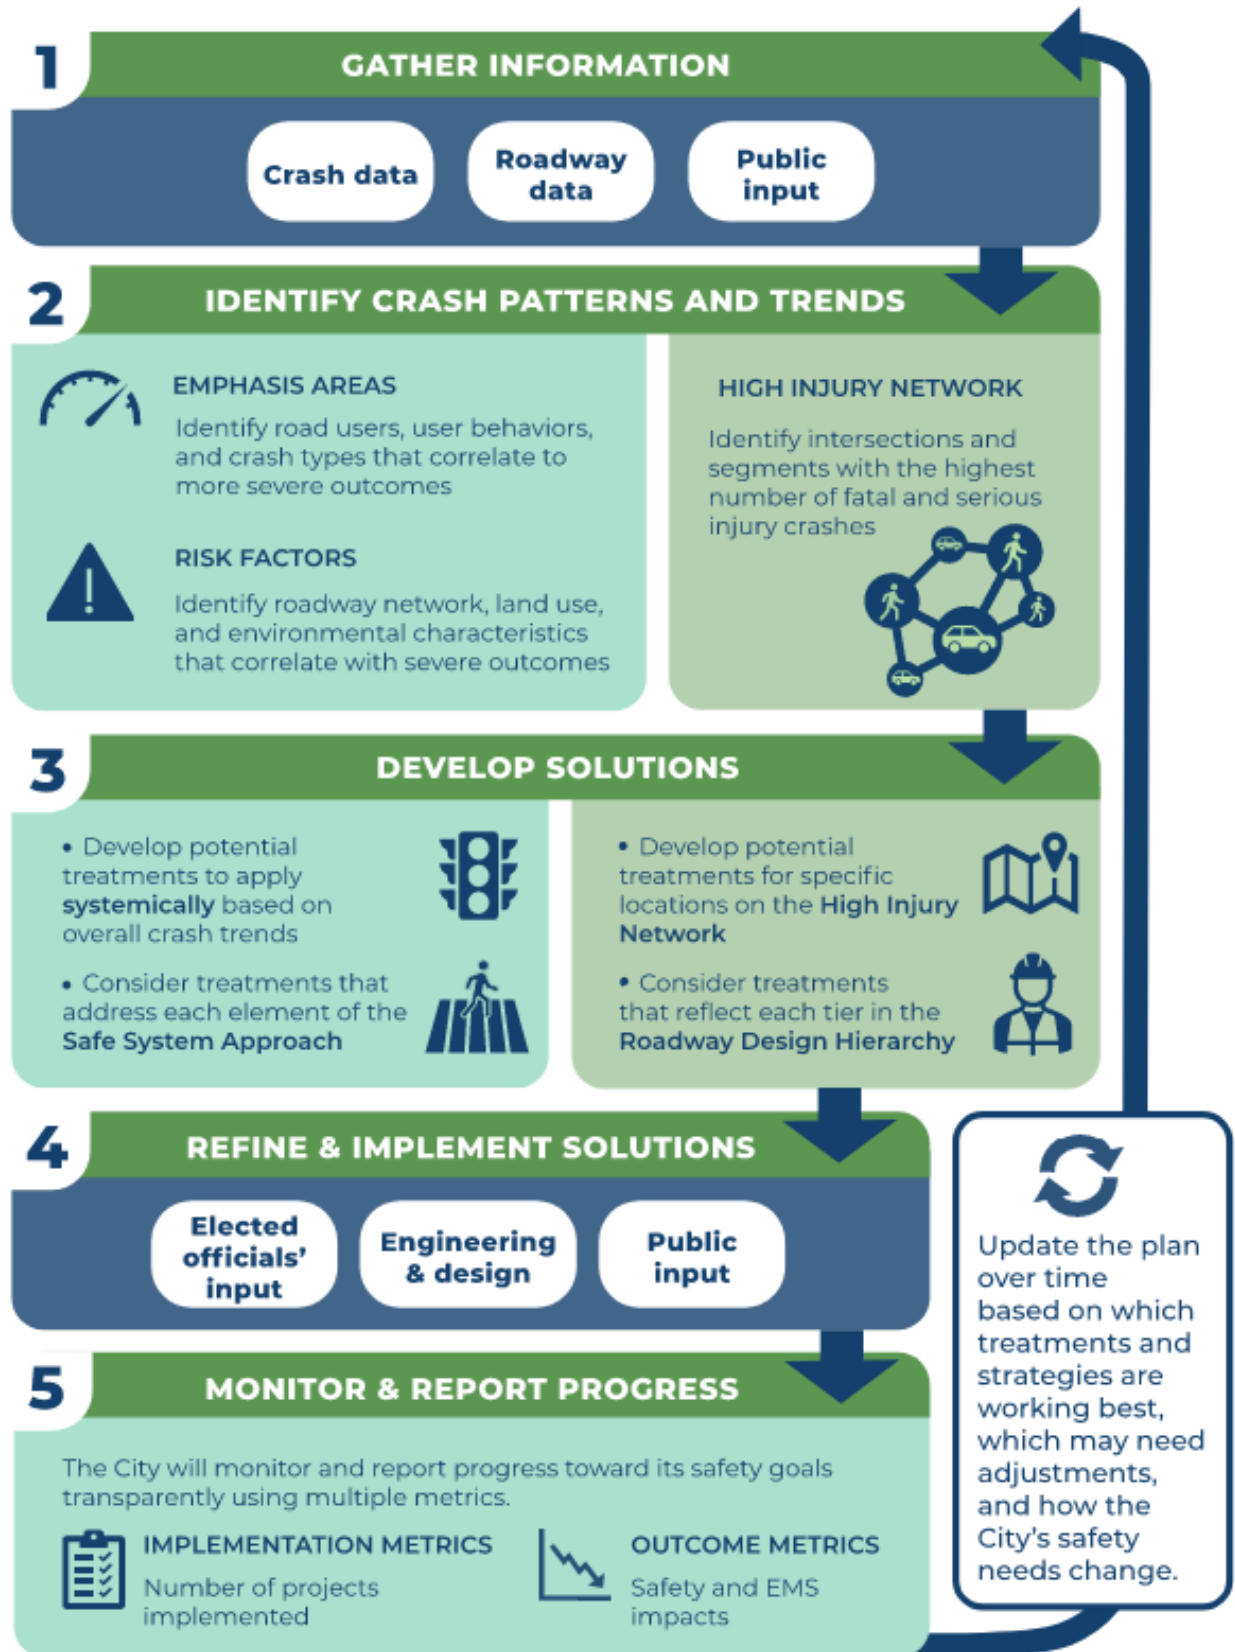 1
GATHER INFORMATION
Crash data
Roadway
data
Public
input
2
IDENTIFY CRASH PATTERNS AND TRENDS
EMPHASIS AREAS
Identify road users, user behaviors,
and crash types that correlate to
more severe outcomes
RISK FACTORS
Identify roadway network, land use,
and environmental characteristics
that correlate with severe outcomes
HIGH INJURY NETWORK
Identify intersections and
segments with the highest
number of fatal and serious
injury crashes
3
DEVELOP SOLUTIONS
• Develop potential
treatments to apply
systemically based on
overall crash trends
• Consider treatments that
address each element of the
Safe System Approach
• Develop potential
treatments for specific
locations on the High Injury
Network
• Consider treatments
that reflect each tier in the
Roadway Design Hierarchy
4
REFINE & IMPLEMENT SOLUTIONS
Elected
officials’
input
Engineering
& design
Public
input
5
MONITOR & REPORT PROGRESS
The City will monitor and report progress toward its safety goals
transparently using multiple metrics.
IMPLEMENTATION METRICS
Number of projects
implemented
OUTCOME METRICS
Safety and EMS
impacts
Update the plan
over time
based on which
treatments and
strategies are
working best,
which may need
adjustments,
and how the
City’s safety
needs change.